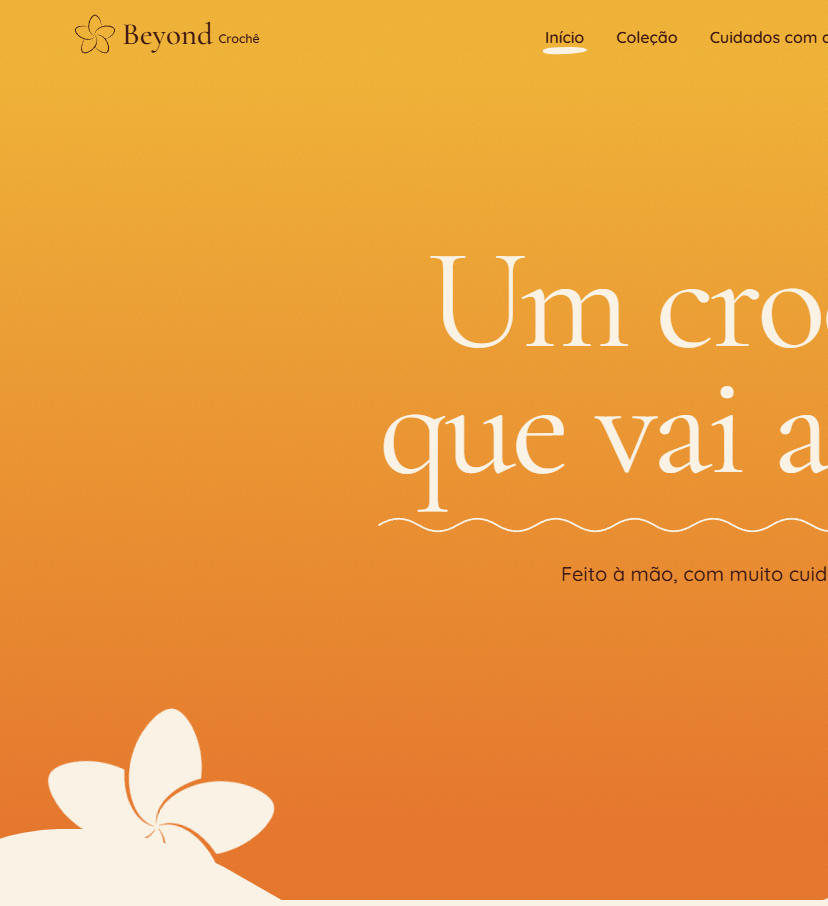 Beyond Crochê
Início Coleção Cuidados com
Um cro
que vai a
Feito à mão, com muito cuid